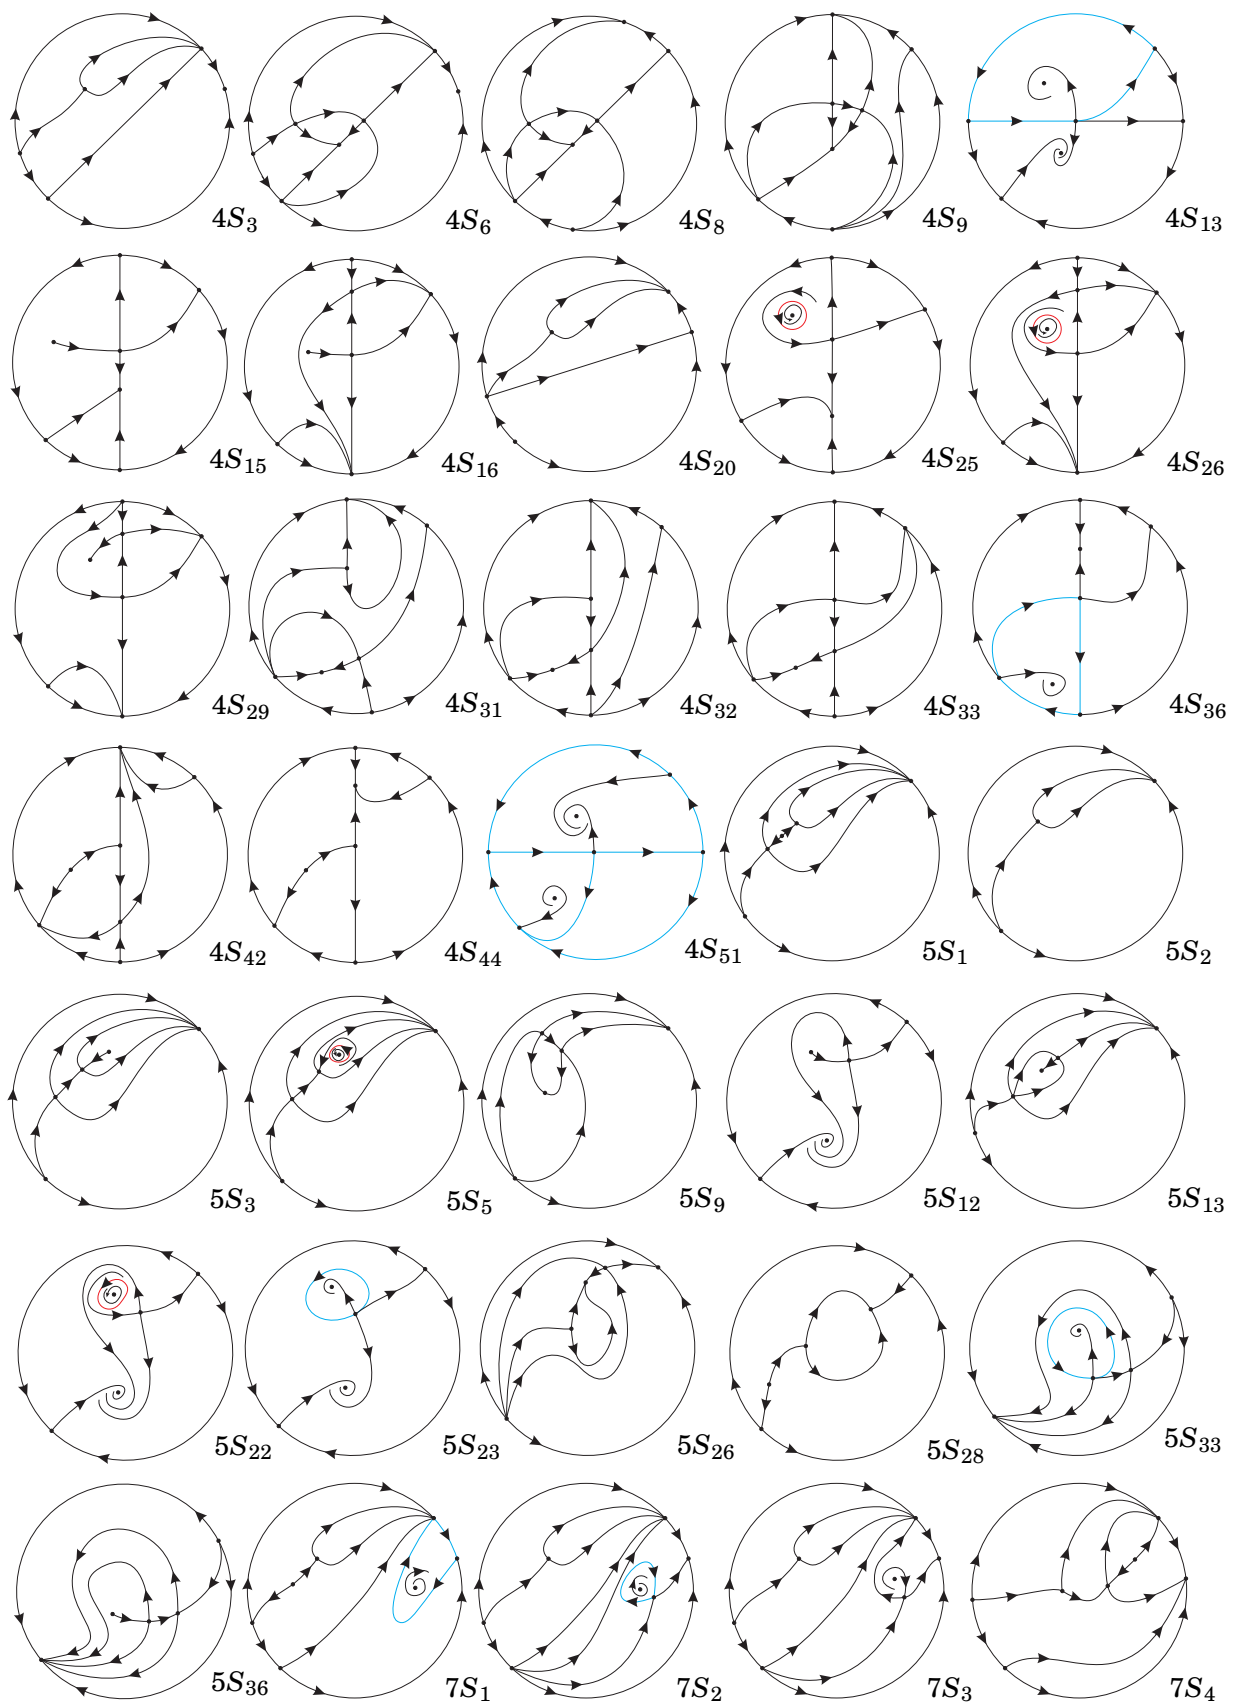 4S₃ 4S₆ 4S₈ 4S₉ 4S₁₃
4S₁₅ 4S₁₆ 4S₂₀ 4S₂₅ 4S₂₆
4S₂₉ 4S₃₁ 4S₃₂ 4S₃₃ 4S₃₆
4S₄₂ 4S₄₄ 4S₅₁ 5S₁ 5S₂
5S₃ 5S₅ 5S₉ 5S₁₂ 5S₁₃
5S₂₂ 5S₂₃ 5S₂₆ 5S₂₈ 5S₃₃
5S₃₆ 7S₁ 7S₂ 7S₃ 7S₄